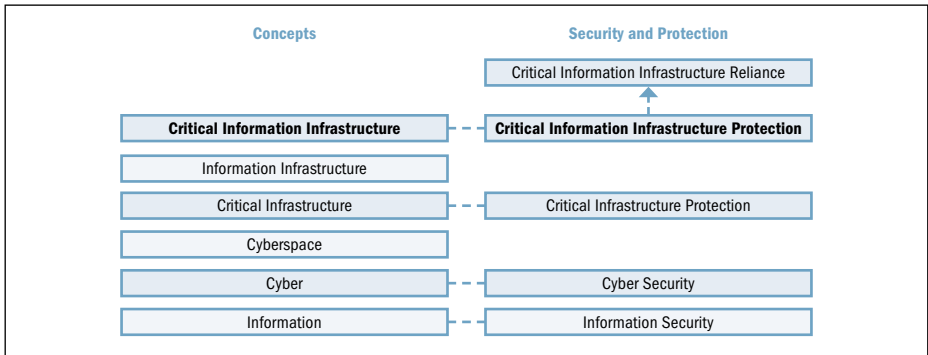 Concepts
Security and Protection
Critical Information Infrastructure Reliance
Critical Information Infrastructure
Critical Information Infrastructure Protection
Information Infrastructure
Critical Infrastructure
Critical Infrastructure Protection
Cyberspace
Cyber
Cyber Security
Information
Information Security